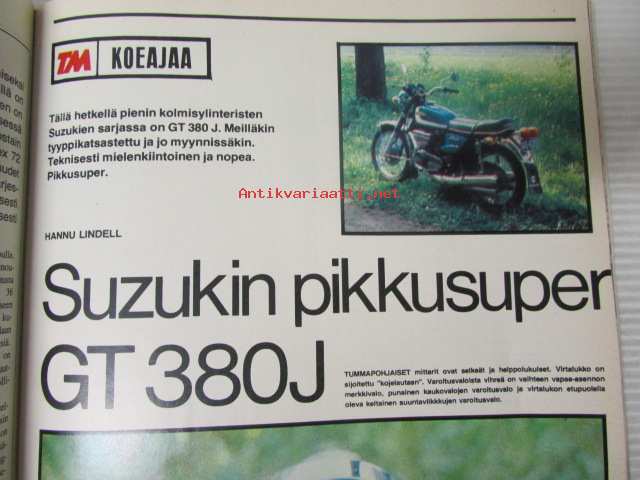 TM KOEAJAA
Tällä hetkellä pienin kolmisylinteristen
Suzukien sarjassa on GT 380 J. Meilläkin
tyyppikatsastettu ja jo myynnissäkin.
Teknisesti mielenkiintoinen ja nopea.
Pikkusuper.
Antikvariaatti.net
HANNU LINDELL
Suzukin pikkusuper
GT 380J
TUMMAPOHJAISET mittarit ovat selkeät ja helppolukuiset. Virtalukko on
sijoitettu "kojelautaan". Varoitusvaloista vihreä on vaihteen vapaa-asennon
merkkivalo, punainen kaukovalojen varoitusvalo ja virtalukon etupuolella
oleva keltainen suuntavilkkujen varoitusvalo.